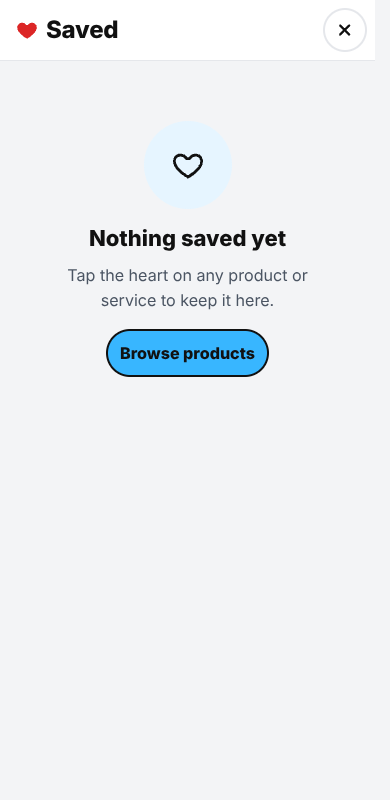 Saved
Nothing saved yet
Tap the heart on any product or
service to keep it here.
Browse products